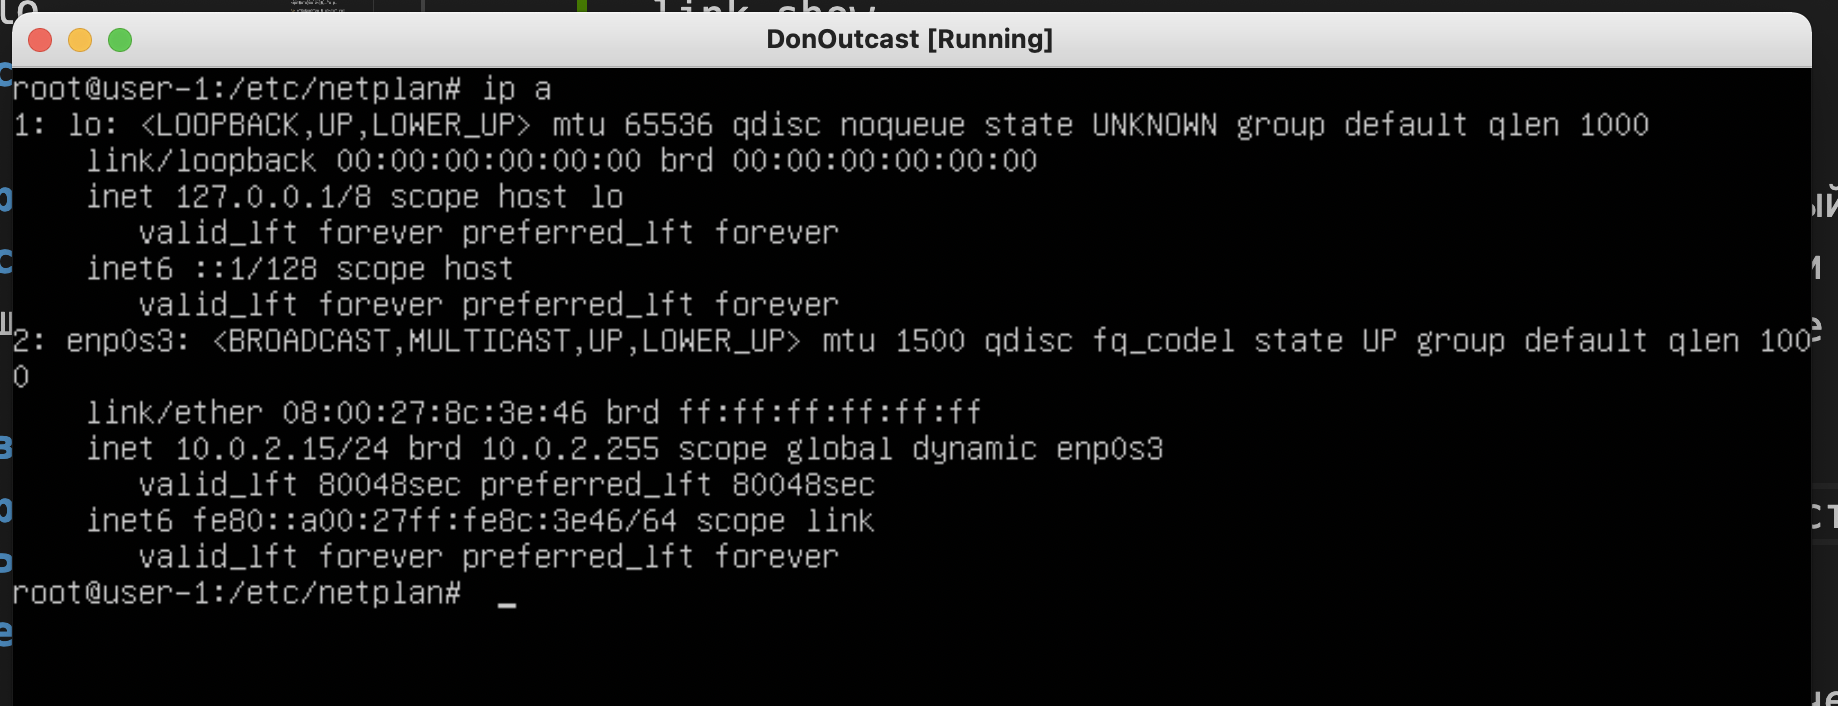 link show
DonOutcast [Running]
root@user-1:/etc/netplan# ip a
1: lo: <LOOPBACK,UP,LOWER_UP> mtu 65536 qdisc noqueue state UNKNOWN group default qlen 1000
link/loopback 00:00:00:00:00:00 brd 00:00:00:00:00:00
inet 127.0.0.1/8 scope host lo
valid_lft forever preferred_lft forever
inet6 ::1/128 scope host
valid_lft forever preferred_lft forever
2: enp0s3: <BROADCAST,MULTICAST,UP,LOWER_UP> mtu 1500 qdisc fq_codel state UP group default qlen 100
0
link/ether 08:00:27:8c:3e:46 brd ff:ff:ff:ff:ff:ff
inet 10.0.2.15/24 brd 10.0.2.255 scope global dynamic enp0s3
valid_lft 80048sec preferred_lft 80048sec
inet6 fe80::a00:27ff:fe8c:3e46/64 scope link
valid_lft forever preferred_lft forever
root@user-1:/etc/netplan# _